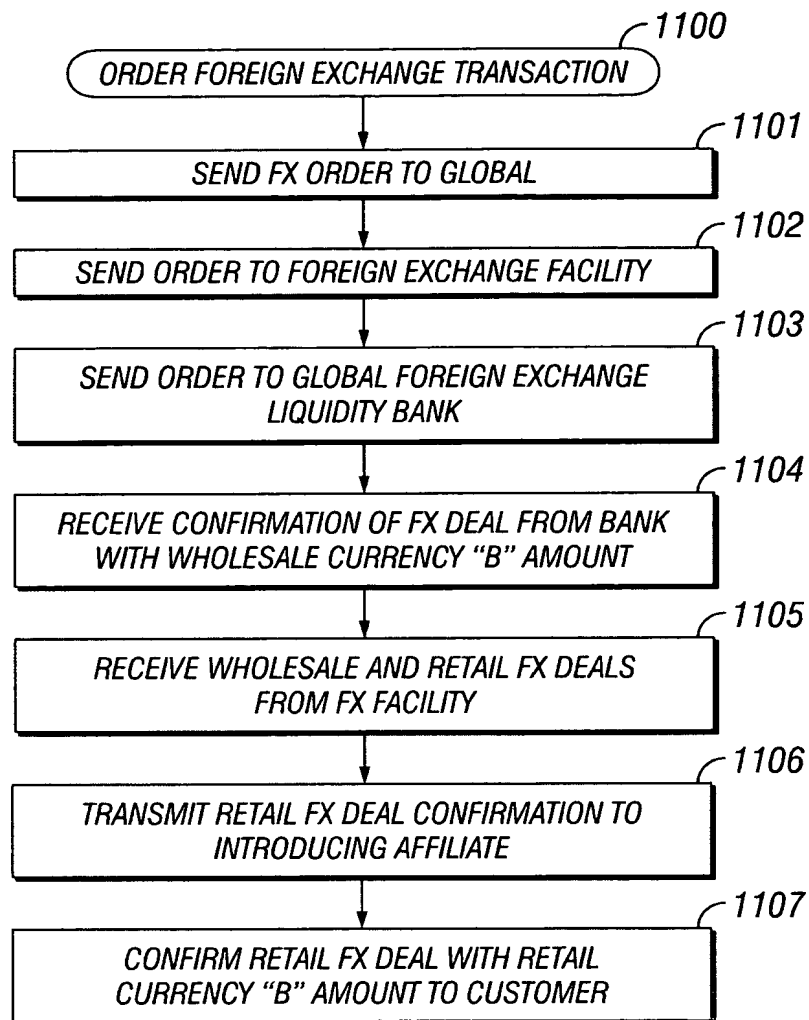 1100
ORDER FOREIGN EXCHANGE TRANSACTION
1101
SEND FX ORDER TO GLOBAL
1102
SEND ORDER TO FOREIGN EXCHANGE FACILITY
1103
SEND ORDER TO GLOBAL FOREIGN EXCHANGE
LIQUIDITY BANK
1104
RECEIVE CONFIRMATION OF FX DEAL FROM BANK
WITH WHOLESALE CURRENCY “B” AMOUNT
1105
RECEIVE WHOLESALE AND RETAIL FX DEALS
FROM FX FACILITY
1106
TRANSMIT RETAIL FX DEAL CONFIRMATION TO
INTRODUCING AFFILIATE
1107
CONFIRM RETAIL FX DEAL WITH RETAIL
CURRENCY “B” AMOUNT TO CUSTOMER